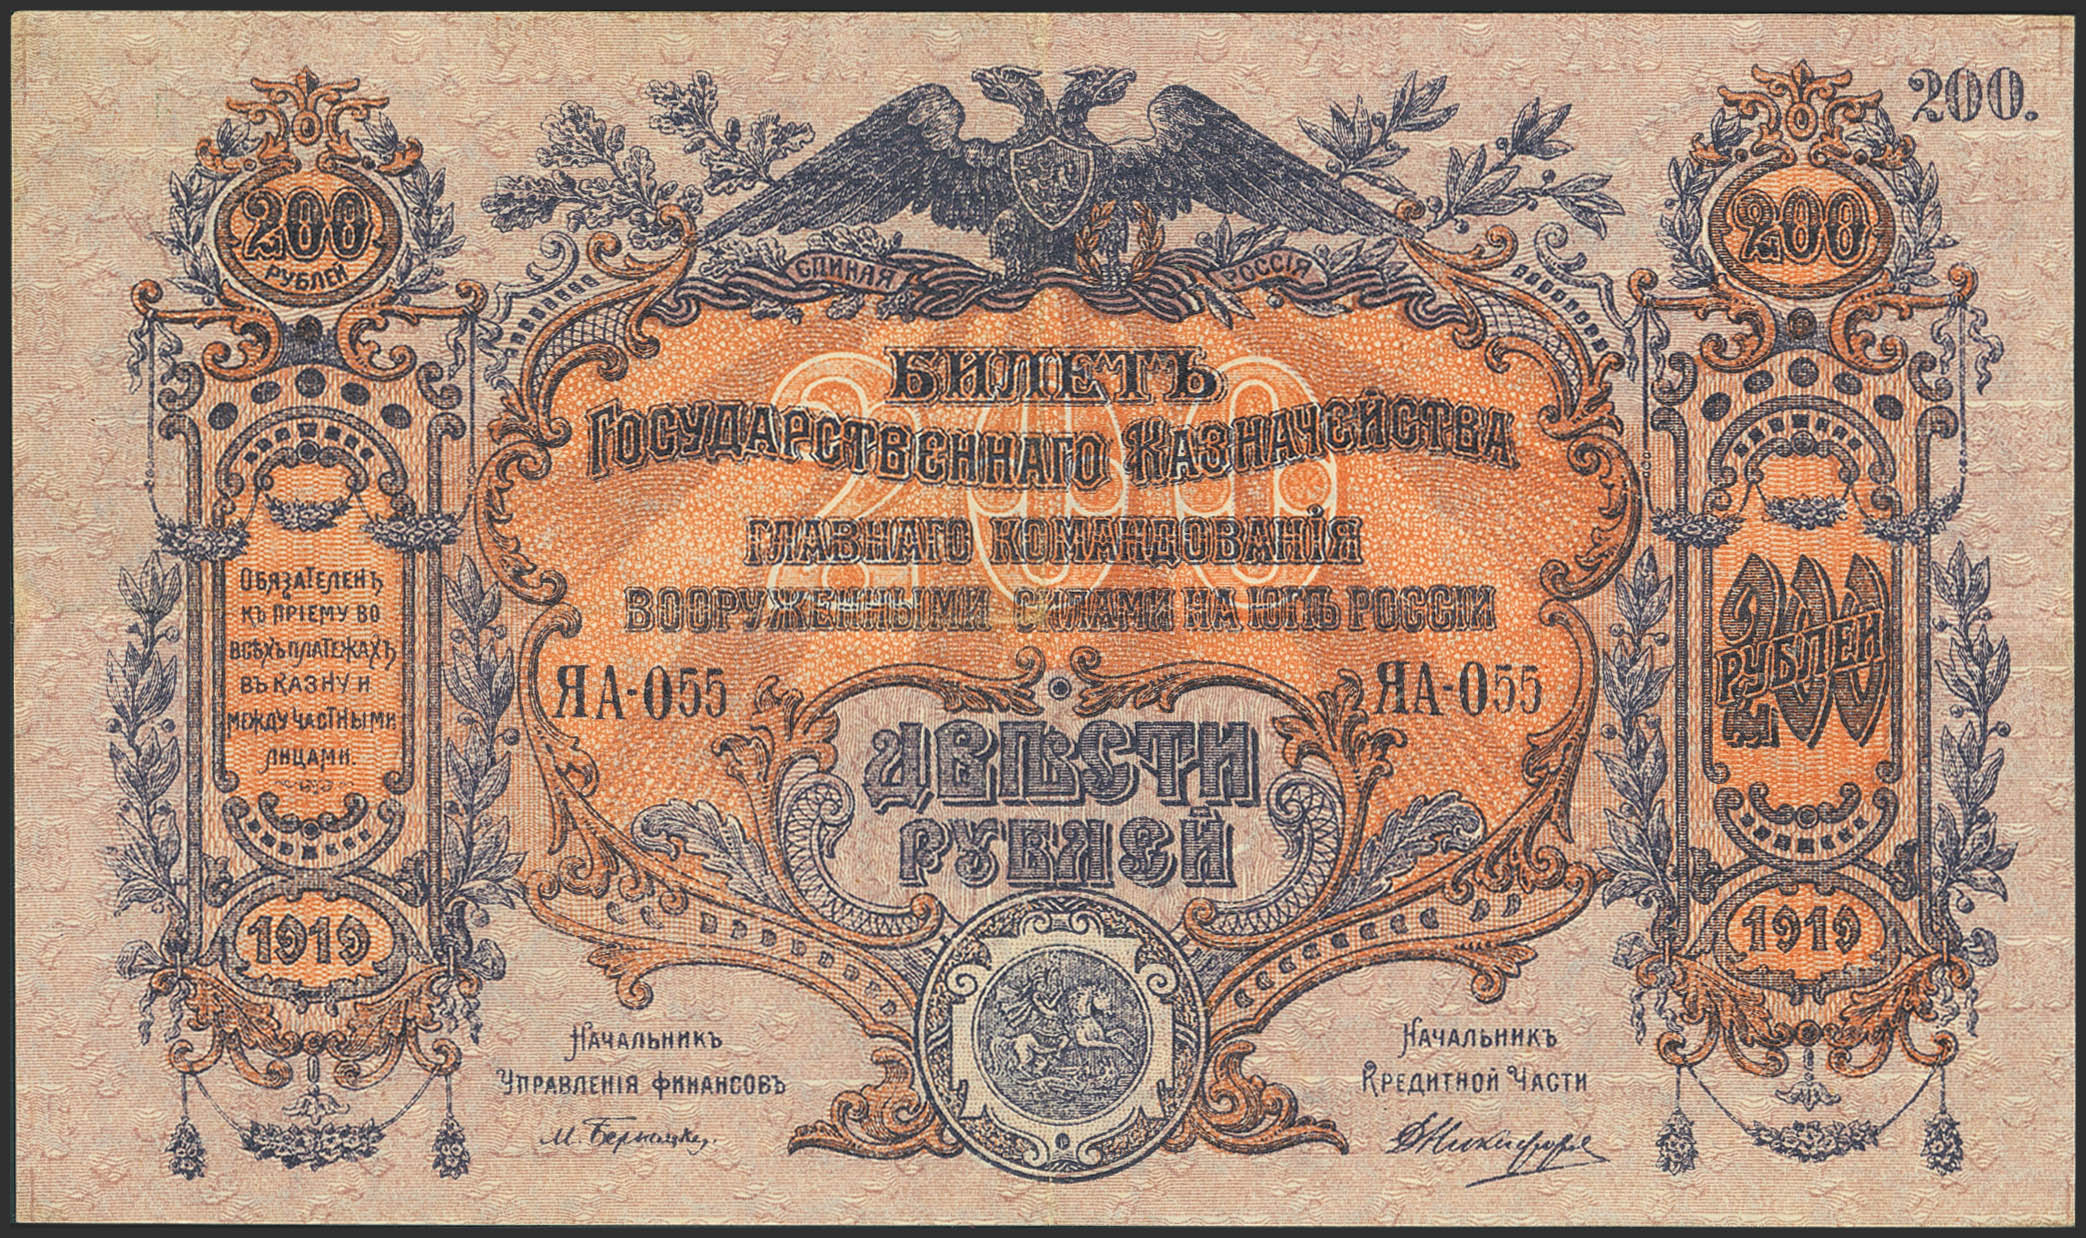 200.
200
РУБЛЕЙ
200
ЕДИНАЯ РОССІЯ
БИЛЕТЪ
ГОСУДАРСТВЕННАГО КАЗНАЧЕЙСТВА
ГЛАВНАГО КОМАНДОВАНІЯ
ВООРУЖЕННЫМИ СИЛАМИ НА ЮГѢ РОССІИ
200
ЯА-055 ЯА-055
ДВѢСТИ
РУБЛЕЙ
ОБЯЗАТЕЛЕНЪ
КЪ ПРІЕМУ ВО
ВСѢХЪ ПЛАТЕЖАХЪ
ВЪ КАЗНУ И
МЕЖДУ ЧАСТНЫМИ
ЛИЦАМИ.
200
РУБЛЕЙ
1919
1919
НАЧАЛЬНИКЪ
УПРАВЛЕНІЯ ФИНАНСОВЪ
НАЧАЛЬНИКЪ
КРЕДИТНОЙ ЧАСТИ